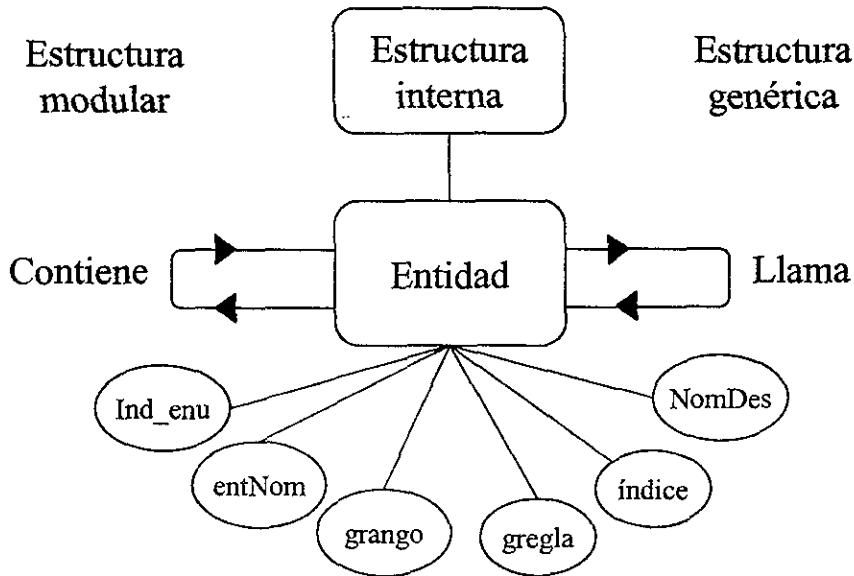 Estructura
modular
Estructura
interna
Estructura
genérica
Contiene
Entidad
Llama
Ind_enu
entNom
grango
gregla
índice
NomDes